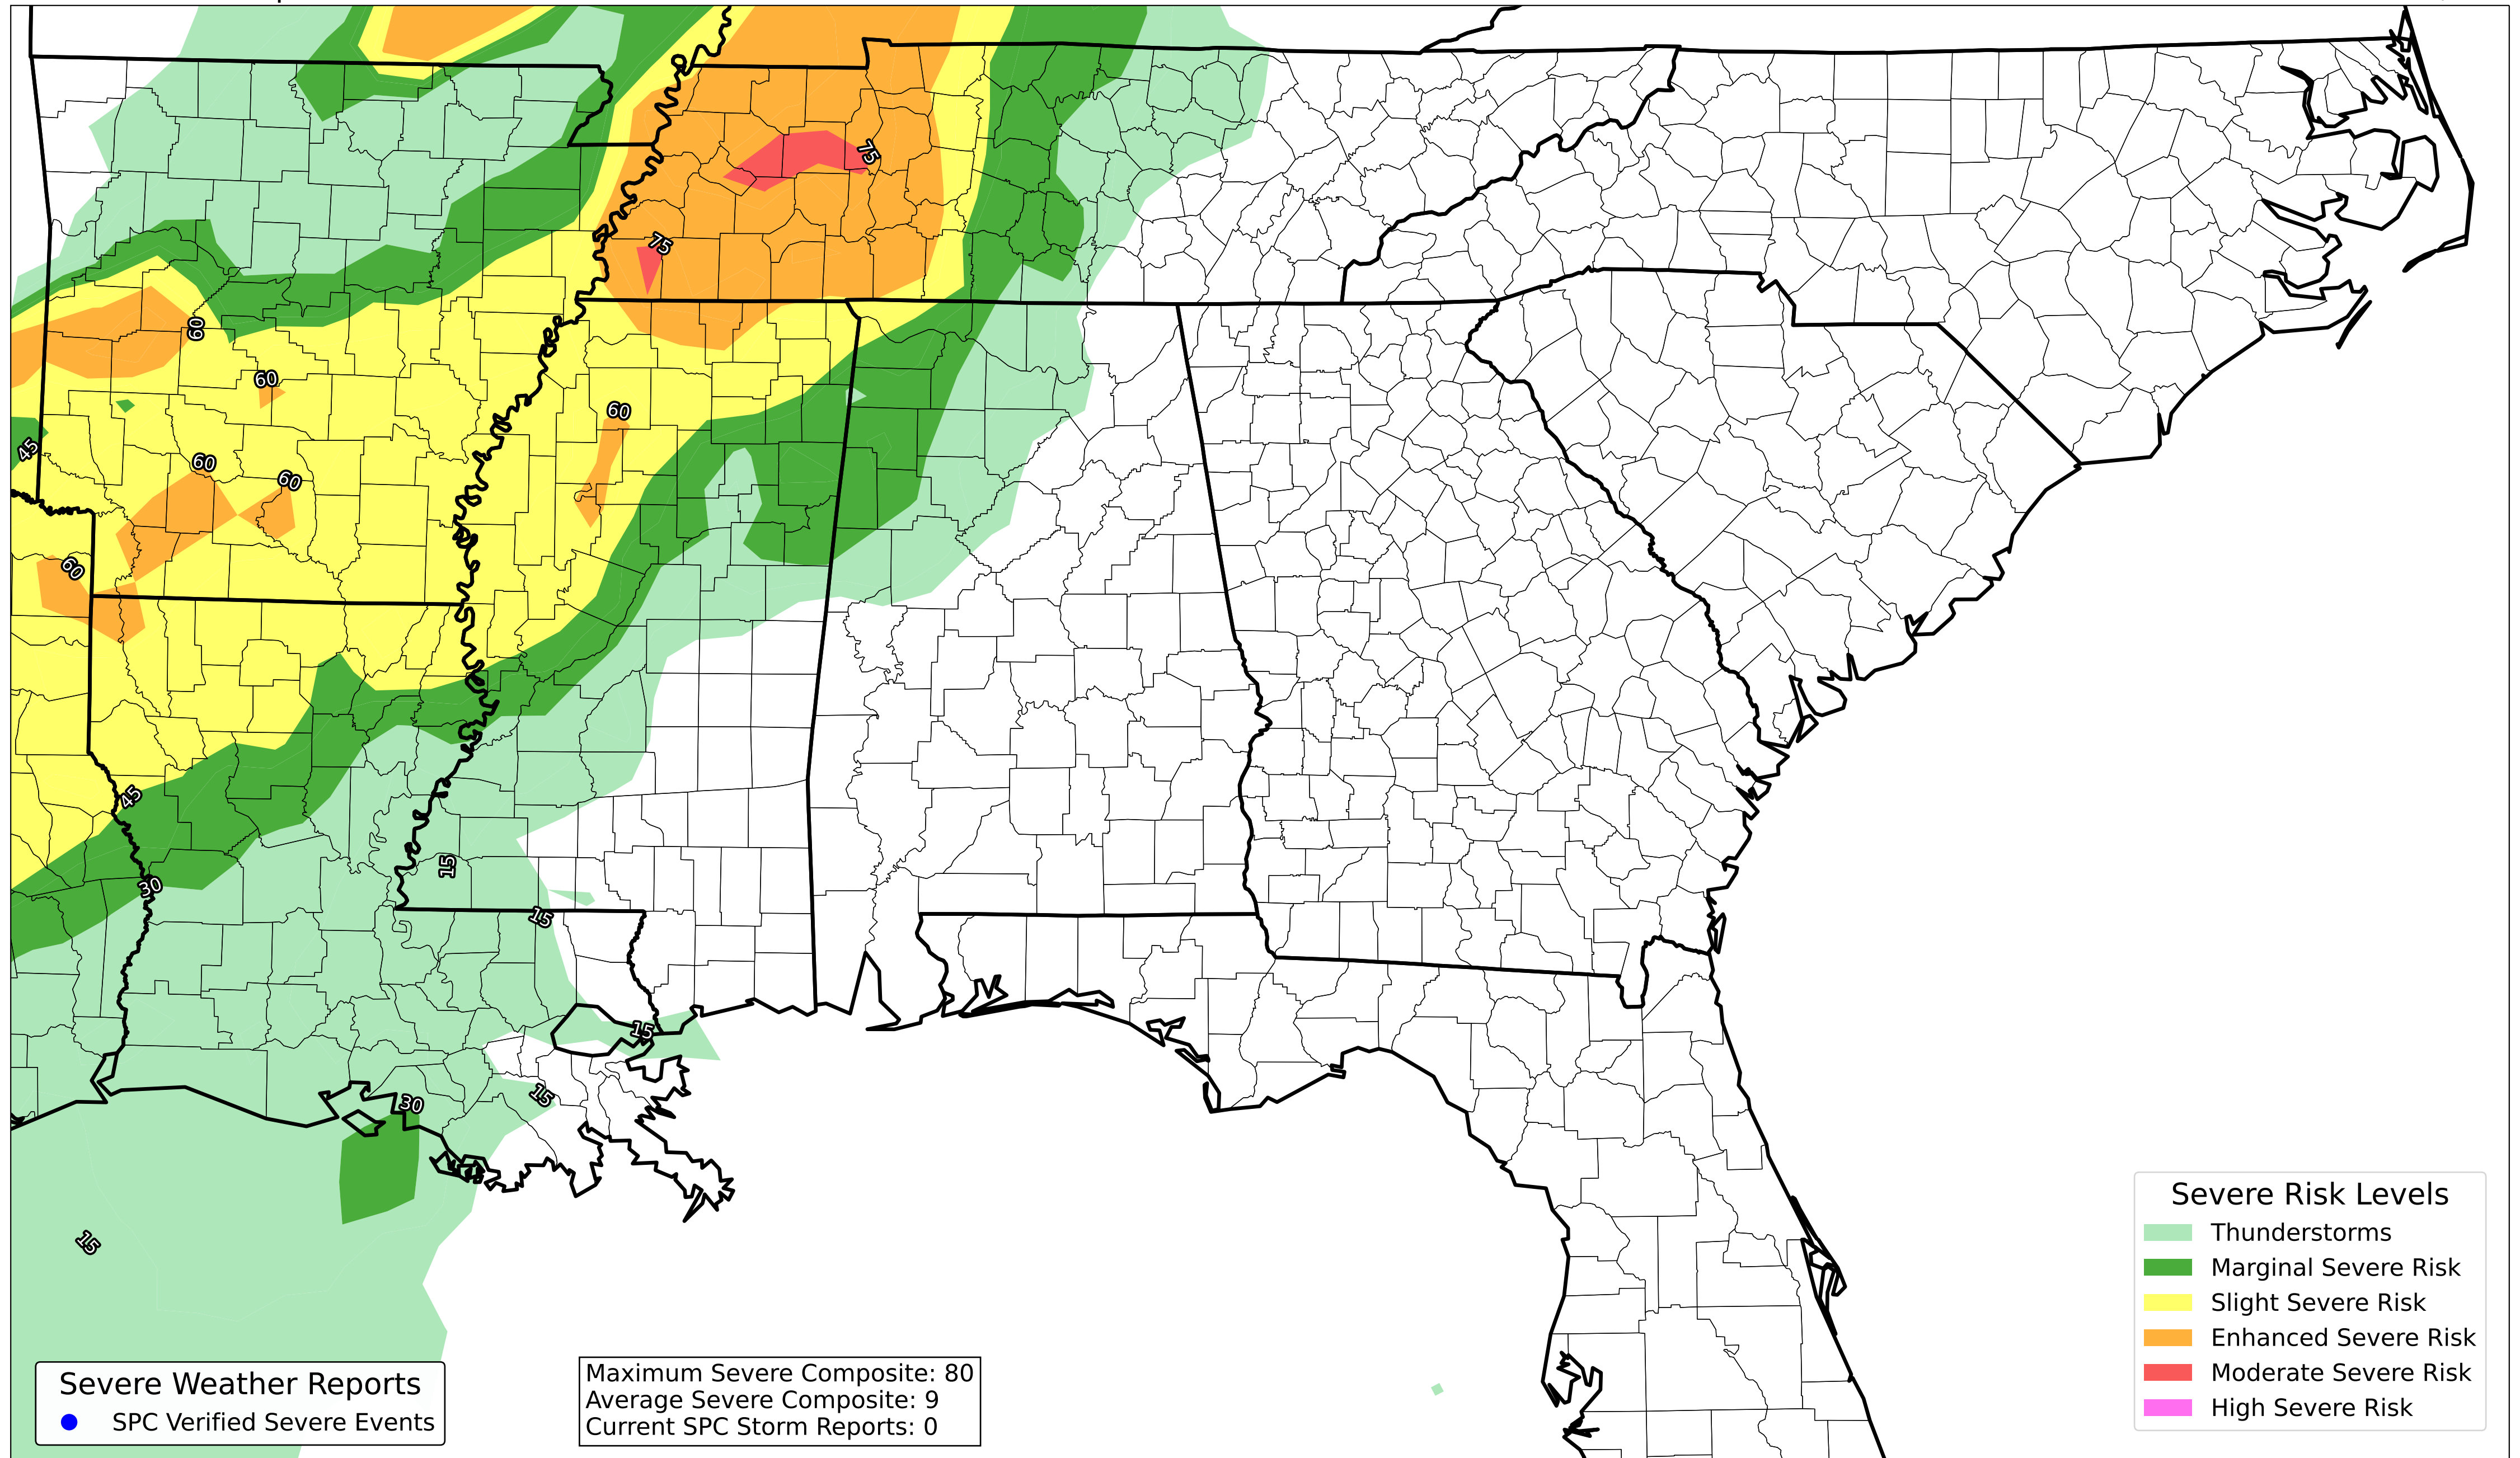 75
75
60
60
60
45
60
60
60
45
15
30
15
15
15
30
15
Severe Risk Levels
Thunderstorms
Marginal Severe Risk
Slight Severe Risk
Enhanced Severe Risk
Moderate Severe Risk
High Severe Risk
Severe Weather Reports
SPC Verified Severe Events
Maximum Severe Composite: 80
Average Severe Composite: 9
Current SPC Storm Reports: 0